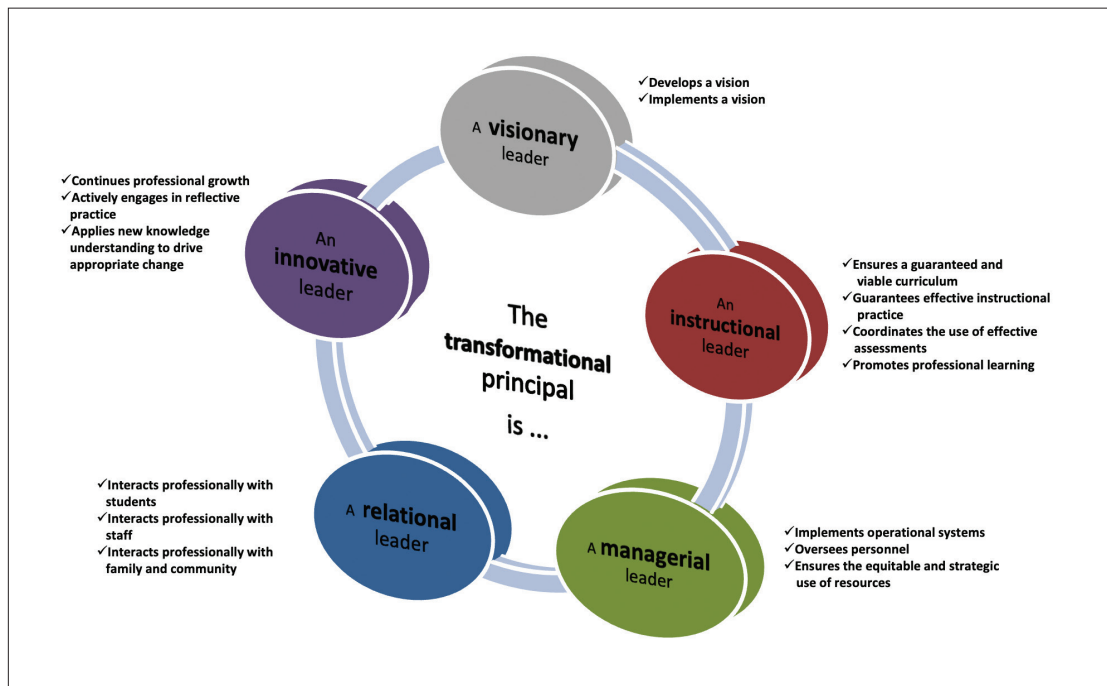 A visionary
leader
✓Develops a vision
✓Implements a vision
An
instructional
leader
✓Ensures a guaranteed and
viable curriculum
✓Guarantees effective instructional
practice
✓Coordinates the use of effective
assessments
✓Promotes professional learning
A managerial
leader
✓Implements operational systems
✓Oversees personnel
✓Ensures the equitable and strategic
use of resources
A relational
leader
✓Interacts professionally with
students
✓Interacts professionally with
staff
✓Interacts professionally with
family and community
An
innovative
leader
✓Continues professional growth
✓Actively engages in reflective
practice
✓Applies new knowledge
understanding to drive
appropriate change
The
transformational
principal
is ...